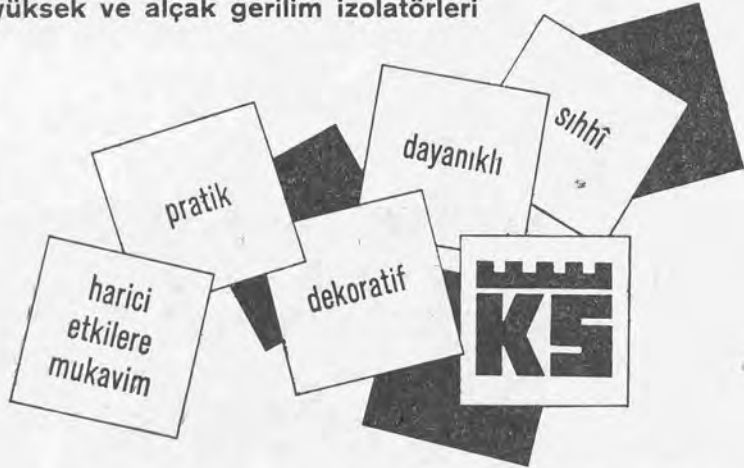 yüksek ve alçak gerilim izolatörleri
sıhhî
dayanıklı
pratik
dekoratif
harici
etkilere
mukavim
KS